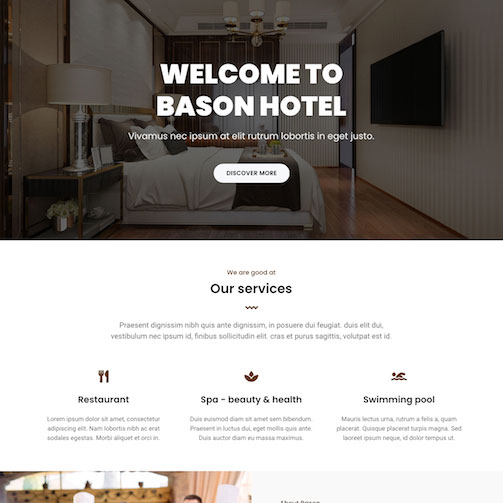 WELCOME TO
BASON HOTEL
Vivamus nec ipsum at elit rutrum lobortis in eget justo.
DISCOVER MORE
We are good at
Our services
Praesent dignissim nibh quis ante dignissim, in posuere dui feugiat. duis elit dui,
vestibulum nec ipsum id, finibus sollicitudin elit. cras et purus sagittis, volutpat est id.
Restaurant
Lorem ipsum dolor sit amet, consectetur
adipiscing elit. Nam lobortis nibh ac erat
sodales egestas. Morbi aliquet et orci in.
Spa - beauty & health
Duis euismod diam sit amet sem bibendum.
Praesent in luctus leo, eget mollis quis ante.
Duis auctor diam eu massa maximus.
Swimming pool
Mauris lectus urna, rutrum a felis a, quam
placerat. Quisque placerat turpis magna. Sed
laoreet ipsum neque, id dolor tempus ut.
About Bason